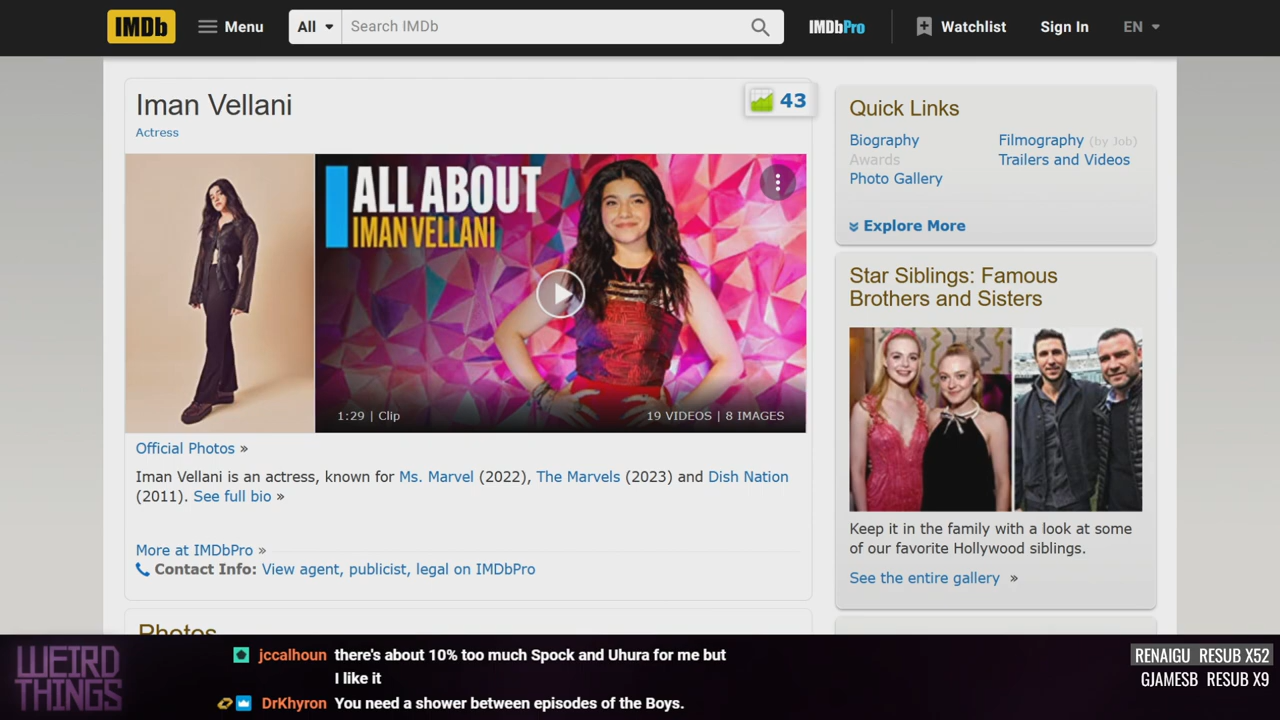 IMDb
Menu
All
Search IMDb
IMDbPro
Watchlist
Sign In
EN
Iman Vellani
43
Actress
ALL ABOUT
IMAN VELLANI
1:29 | Clip
19 VIDEOS | 8 IMAGES
Official Photos »
Iman Vellani is an actress, known for Ms. Marvel (2022), The Marvels (2023) and Dish Nation
(2011). See full bio »
More at IMDbPro »
Contact Info: View agent, publicist, legal on IMDbPro
Photos
Quick Links
Biography
Filmography (by Job)
Awards
Trailers and Videos
Photo Gallery
Explore More
Star Siblings: Famous
Brothers and Sisters
Keep it in the family with a look at some
of our favorite Hollywood siblings.
See the entire gallery »
WEIRD
THINGS
jccalhoun there's about 10% too much Spock and Uhura for me but
I like it
DrKhyron You need a shower between episodes of the Boys.
RENAIGU RESUB X52
GJAMESB RESUB X9